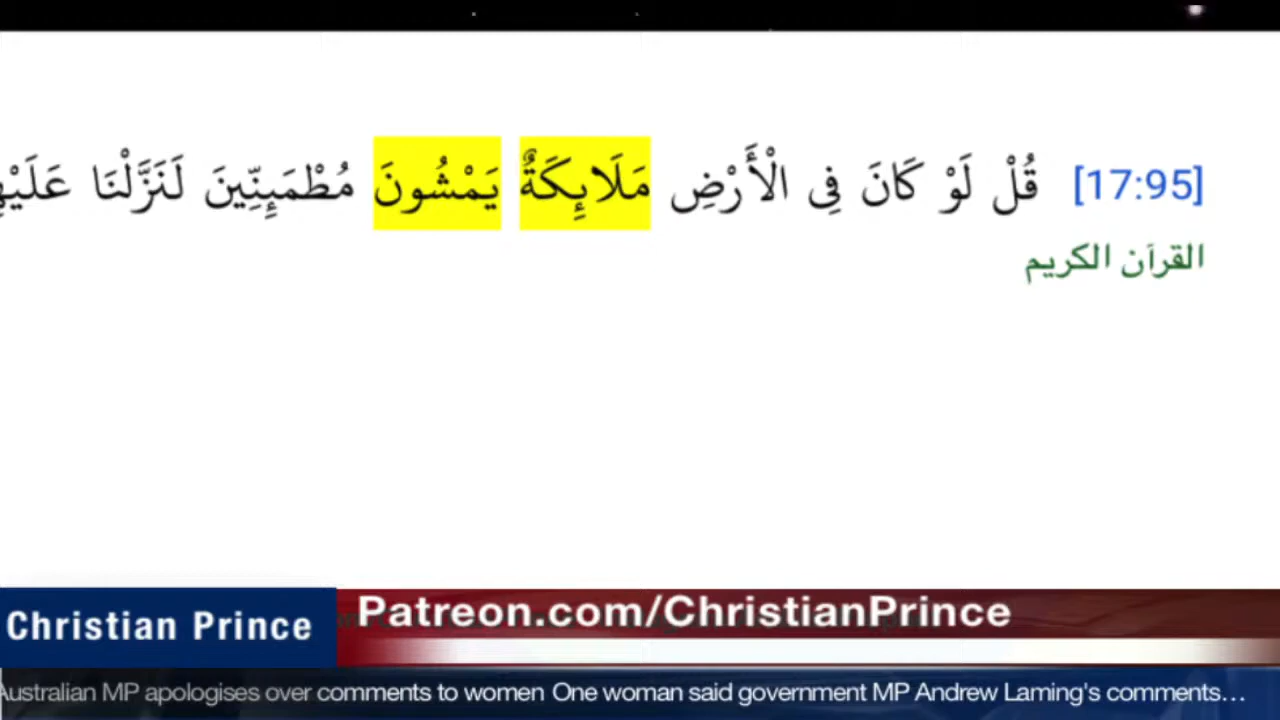 [17:95] قُلْ لَوْ كَانَ فِى الْأَرْضِ مَلَائِكَةٌ يَمْشُونَ مُطْمَئِنِّينَ لَنَزَّلْنَا
القرآن الكريم
Christian Prince
Patreon.com/ChristianPrince
Australian MP apologises over comments to women One woman said government MP Andrew Laming's comments…